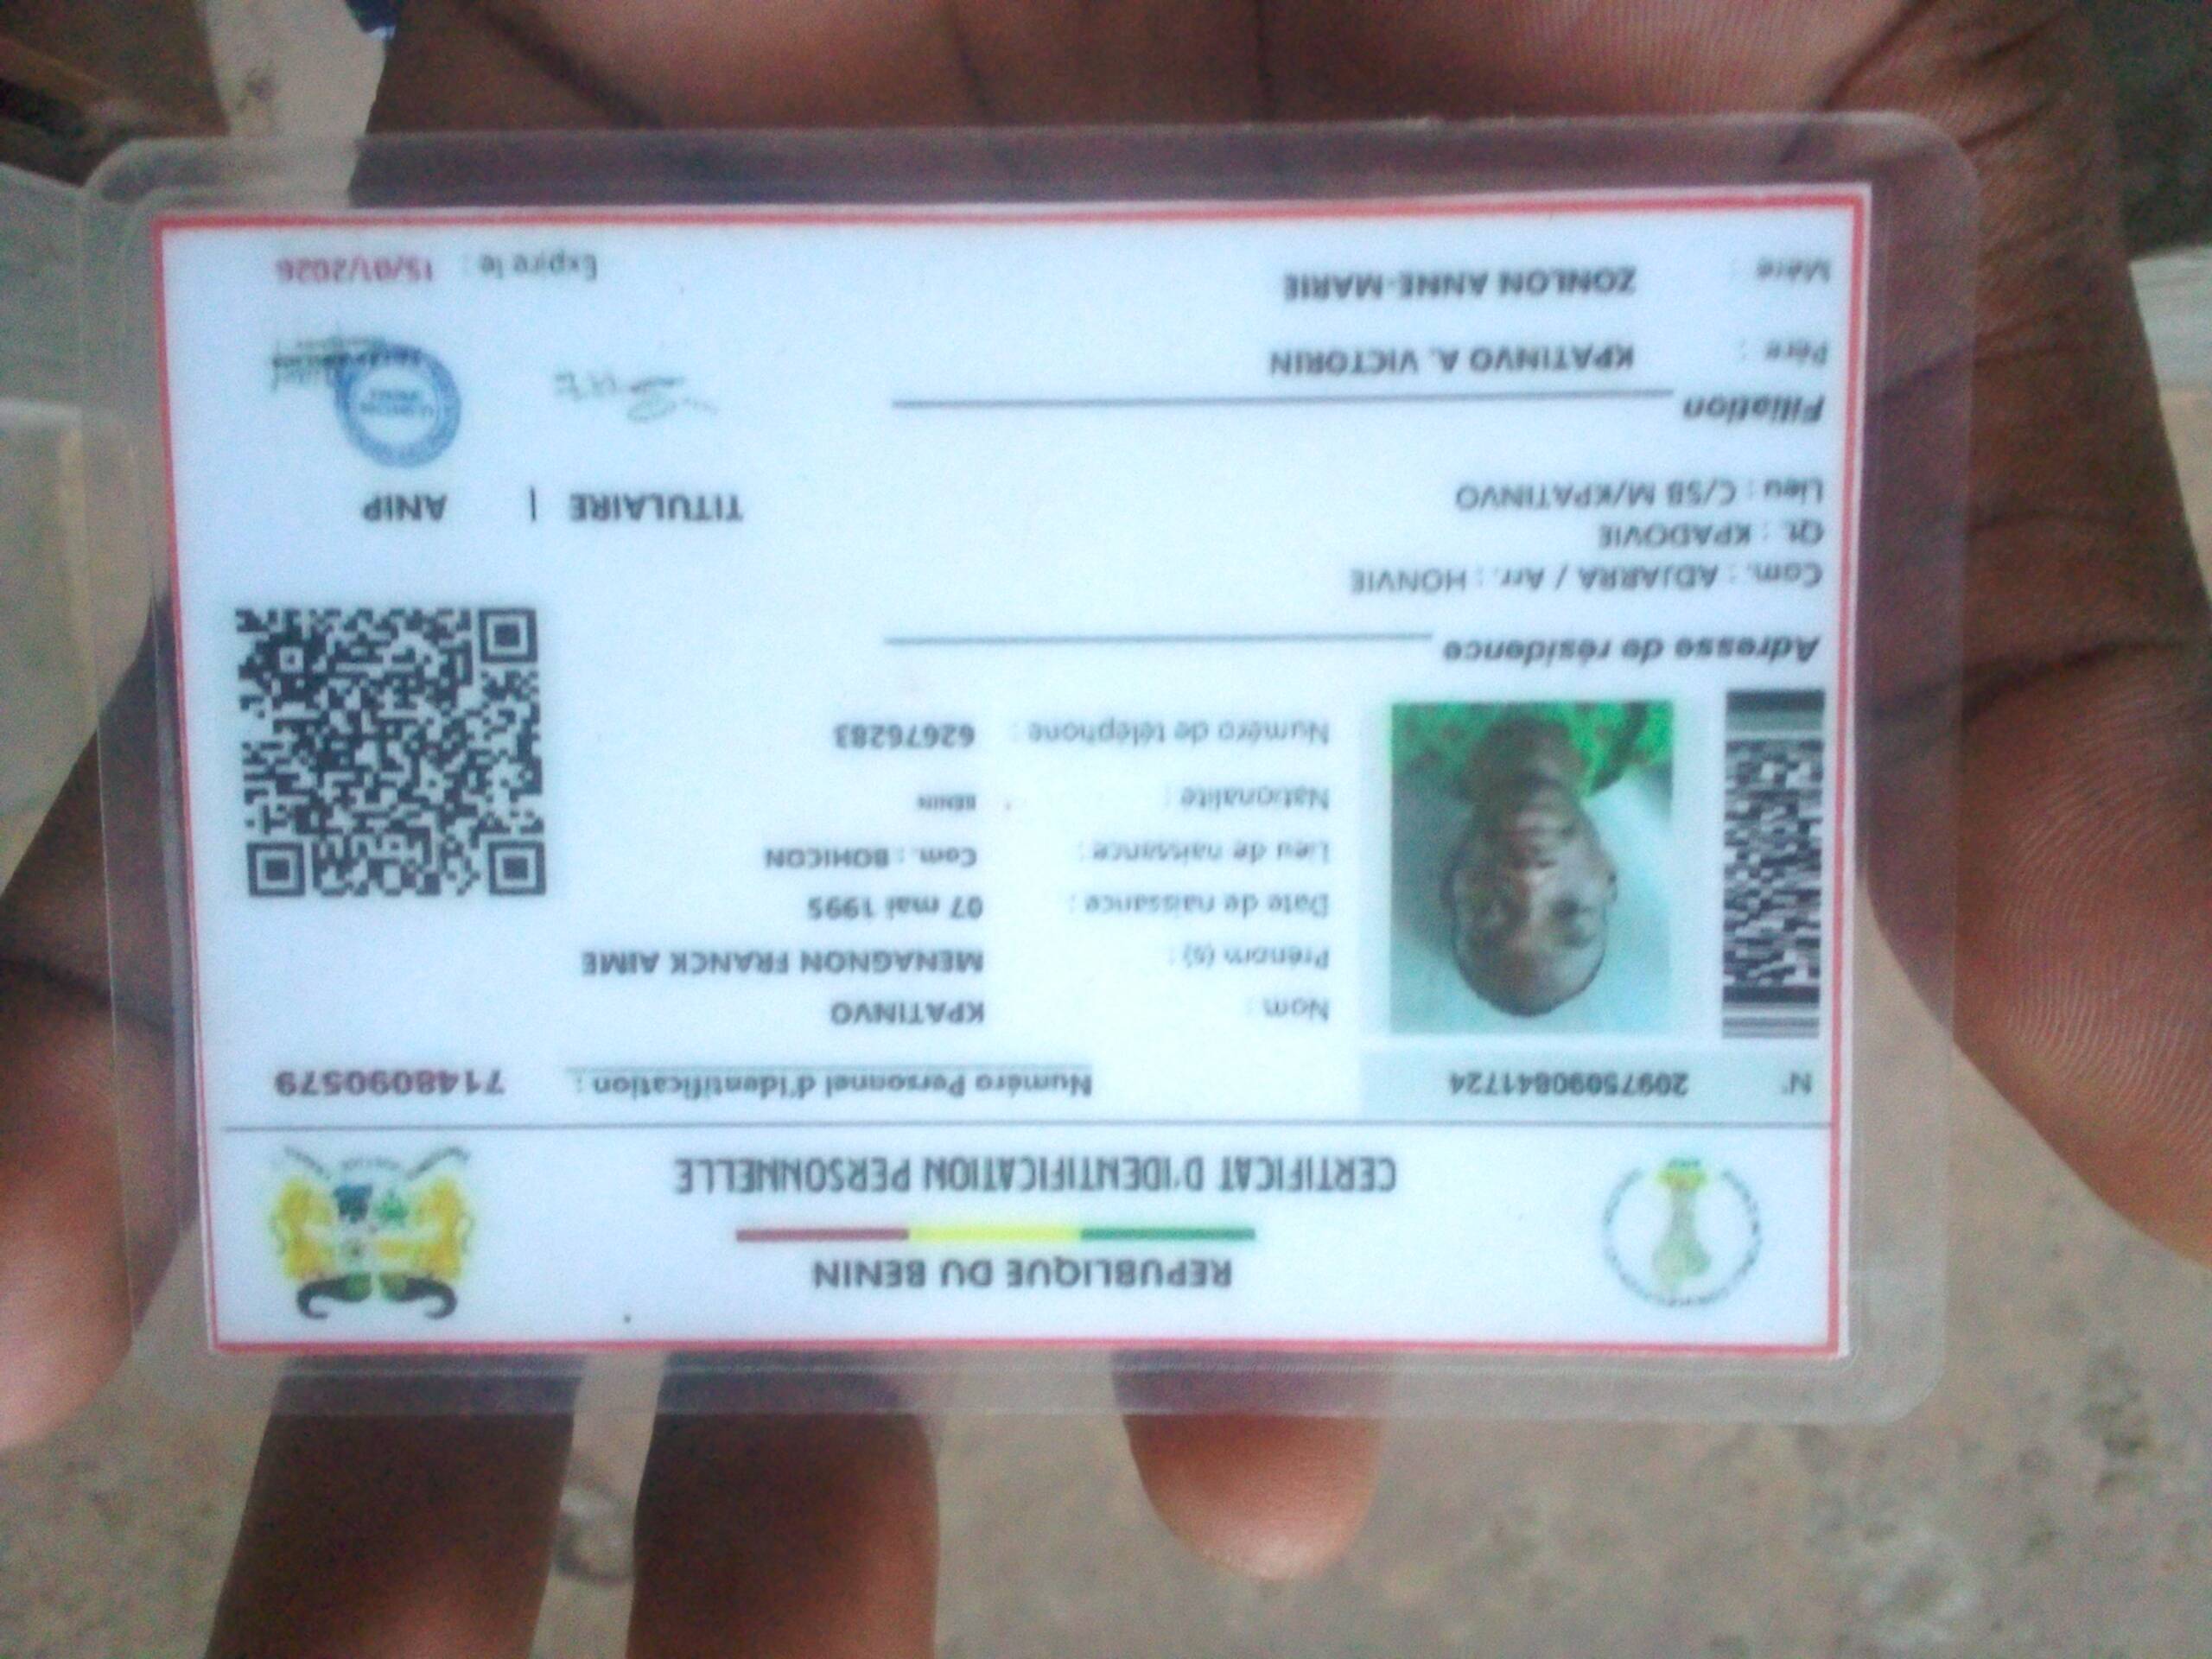 REPUBLIQUE DU BENIN
CERTIFICAT D'IDENTIFICATION PERSONNELLE
N° 20975090841724
Numéro Personnel d'Identification : 7148090579
Nom : KPATINVO
Prénom (s) : MENAGNON FRANCK AIME
Date de naissance : 07 mai 1995
Lieu de naissance : Com. : BOHICON
Nationalité : BENIN
Numéro de téléphone : 62676283
Adresse de résidence
Com. : ADJARRA / Arr. : HONVIE
Qt. : KPADOVIE
Lieu : C/SB M/KPATINVO
TITULAIRE | ANIP
Filiation
Père : KPATINVO A. VICTORIN
Mère : ZONLON ANNE-MARIE
Expire le : 15/01/2026